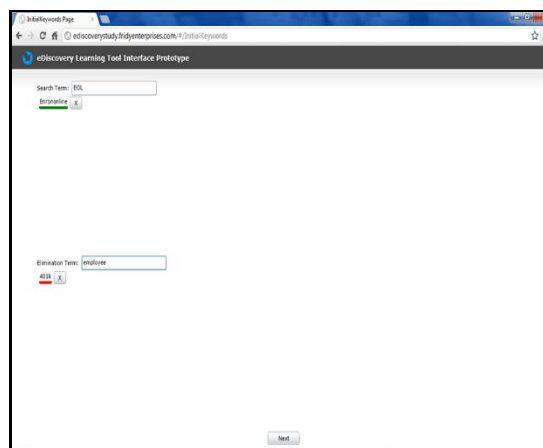 InitialKeywords Page
ediscoverystudy.fridyenterprises.com/#/InitialKeywords
eDiscovery Learning Tool Interface Prototype
Search Term: EOL
Enrononline X
Elimination Term: employee
401k X
Next